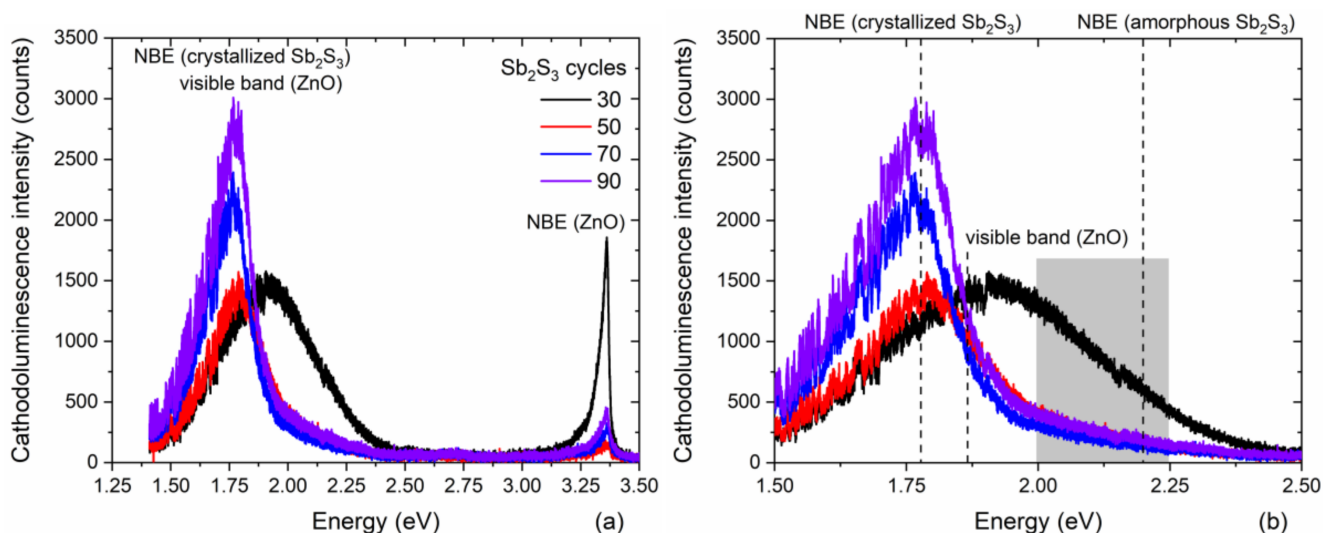 NBE (crystallized Sb₂S₃)
visible band (ZnO)
Sb₂S₃ cycles
30
50
70
90
NBE (ZnO)
Cathodoluminescence intensity (counts)
3500
3000
2500
2000
1500
1000
500
0
1.25 1.50 1.75 2.00 2.25 2.50 2.75 3.00 3.25 3.50
Energy (eV)
(a)
NBE (crystallized Sb₂S₃)
NBE (amorphous Sb₂S₃)
visible band (ZnO)
Cathodoluminescence intensity (counts)
3500
3000
2500
2000
1500
1000
500
0
1.50 1.75 2.00 2.25 2.50
Energy (eV)
(b)